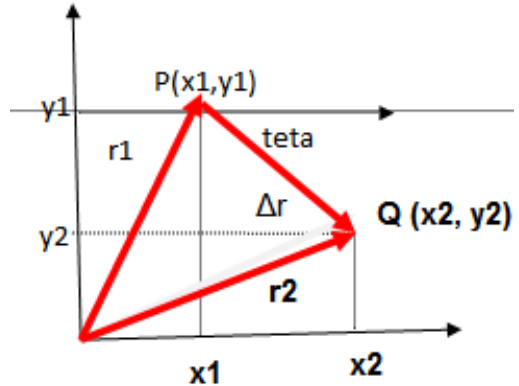 P(x1,y1)
y1
teta
r1
Δr
Q (x2, y2)
y2
r2
x1
x2